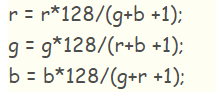 r = r*128/(g+b +1);
g = g*128/(r+b +1);
b = b*128/(g+r +1);